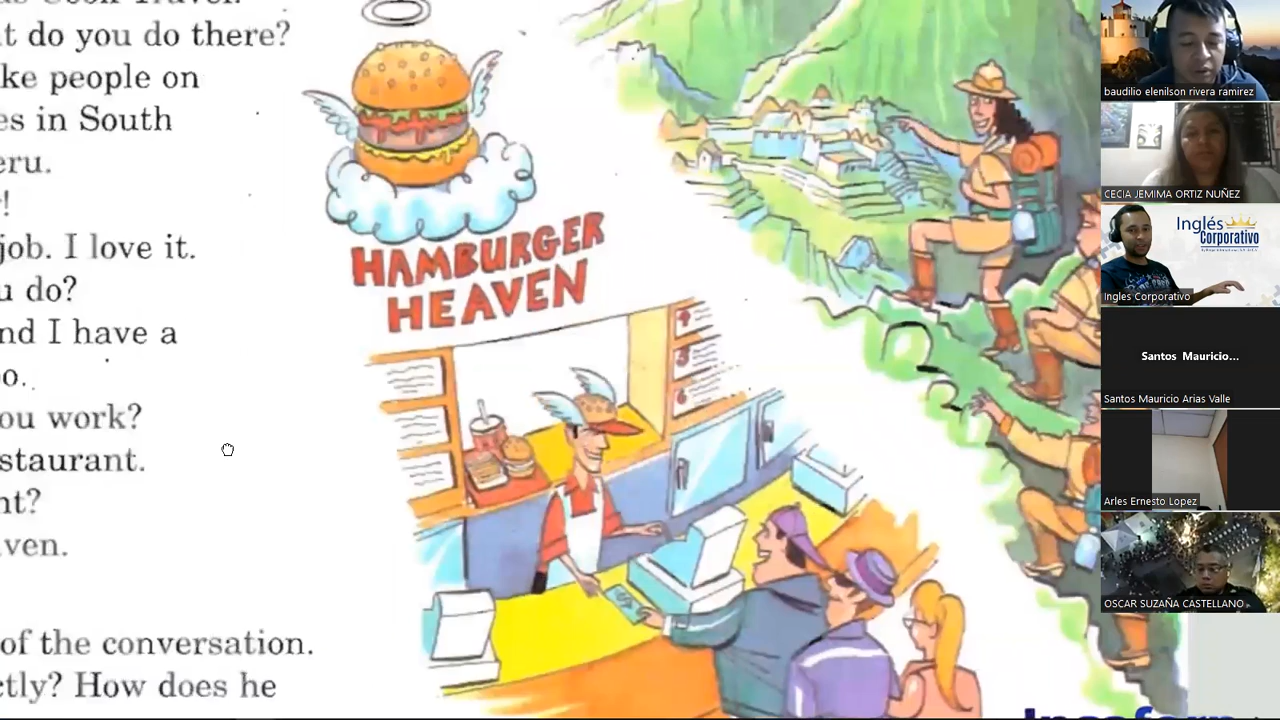 t do you do there?
ke people on
es in South
eru.
!
job. I love it.
u do?
nd I have a
oo.
ou work?
staurant.
nt?
ven.
of the conversation.
ctly? How does he
HAMBURGER
HEAVEN
baudilio elenilson rivera ramirez
CECIA JEMIMA ORTIZ NUÑEZ
Inglés
Corporativo
Ingles Corporativo
Santos Mauricio...
Santos Mauricio Arias Valle
Arles Ernesto Lopez
OSCAR SUZAÑA CASTELLANO